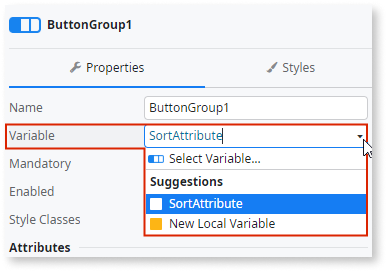 ButtonGroup1
Properties Styles
Name ButtonGroup1
Variable SortAttribute
Select Variable...
Mandatory
Suggestions
Enabled
SortAttribute
Style Classes
New Local Variable
Attributes